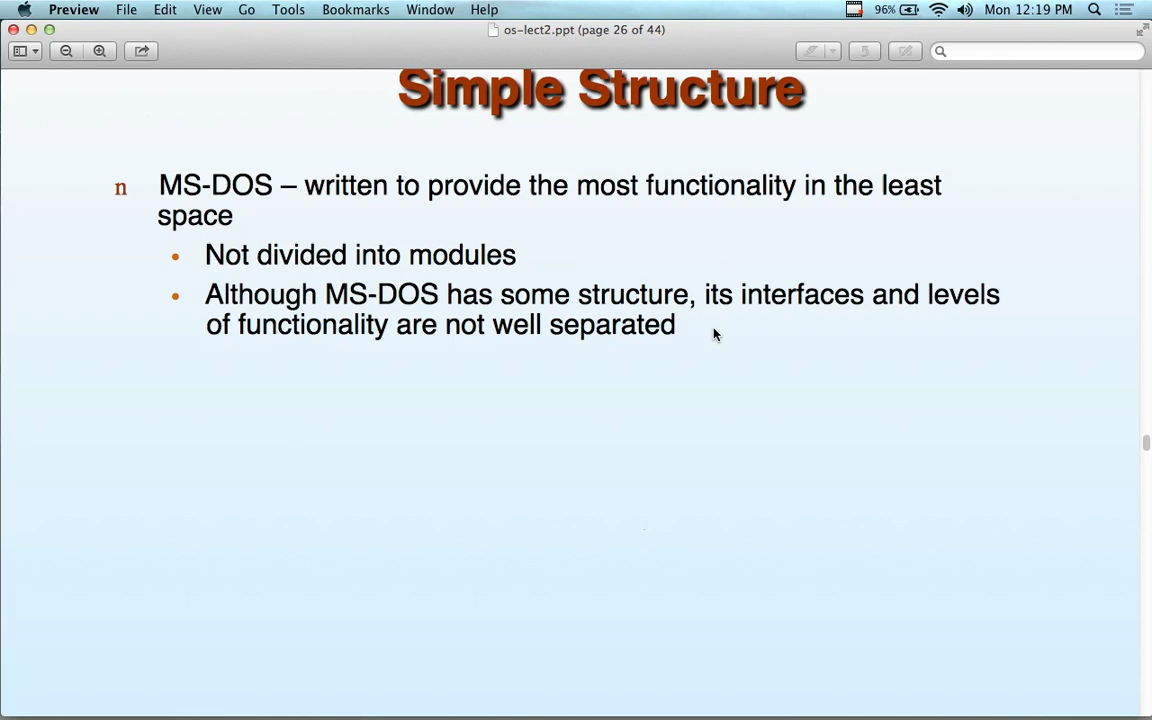 Preview File Edit View Go Tools Bookmarks Window Help 96% Mon 12:19 PM
os-lect2.ppt (page 26 of 44)
Simple Structure
n MS-DOS – written to provide the most functionality in the least
space
• Not divided into modules
• Although MS-DOS has some structure, its interfaces and levels
of functionality are not well separated